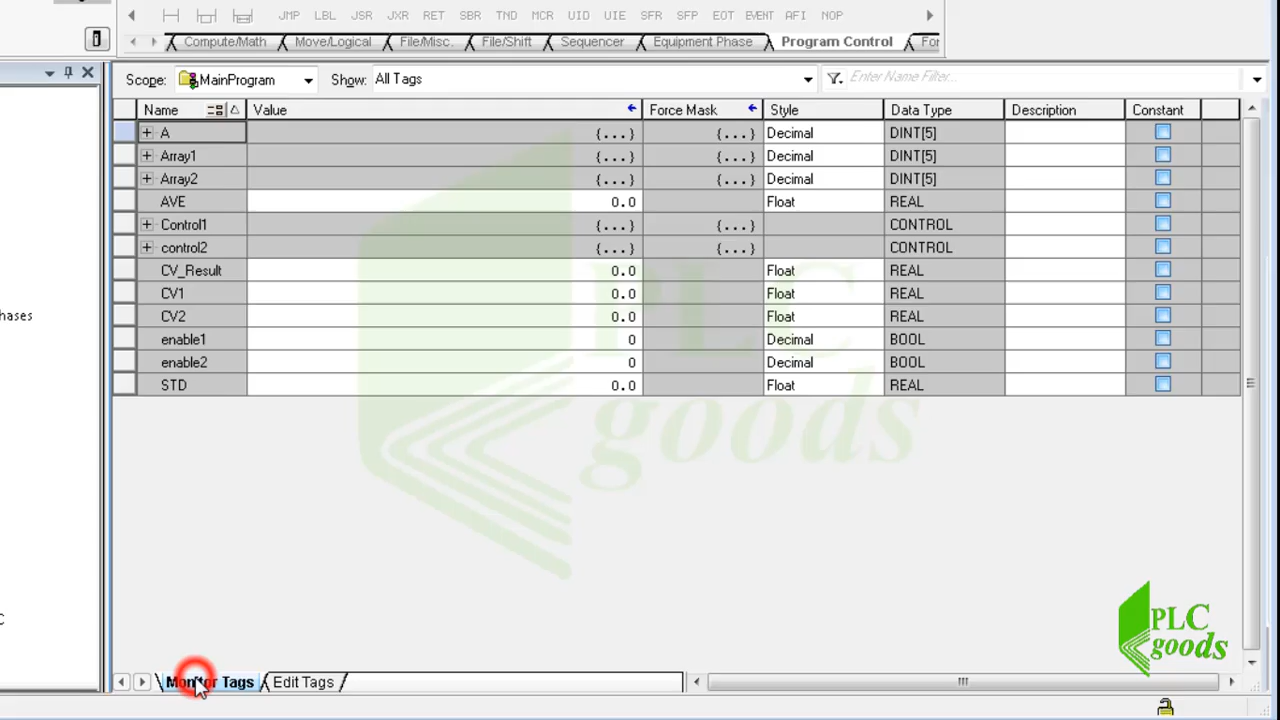 JMP LBL JSR JXR RET SBR TND MCR UID UIE SFR SFP EOT EVENT AFI NOP
Compute/Math Move/Logical File/Misc. File/Shift Sequencer Equipment Phase Program Control For
Scope: MainProgram Show: All Tags Enter Name Filter...
Name Value Force Mask Style Data Type Description Constant
A {...} {...} Decimal DINT[5]
Array1 {...} {...} Decimal DINT[5]
Array2 {...} {...} Decimal DINT[5]
AVE 0.0 Float REAL
Control1 {...} {...} CONTROL
control2 {...} {...} CONTROL
CV_Result 0.0 Float REAL
CV1 0.0 Float REAL
hases
CV2 0.0 Float REAL
enable1 0 Decimal BOOL
enable2 0 Decimal BOOL
STD 0.0 Float REAL
PLC
goods
PLC
goods
C
Monitor Tags Edit Tags